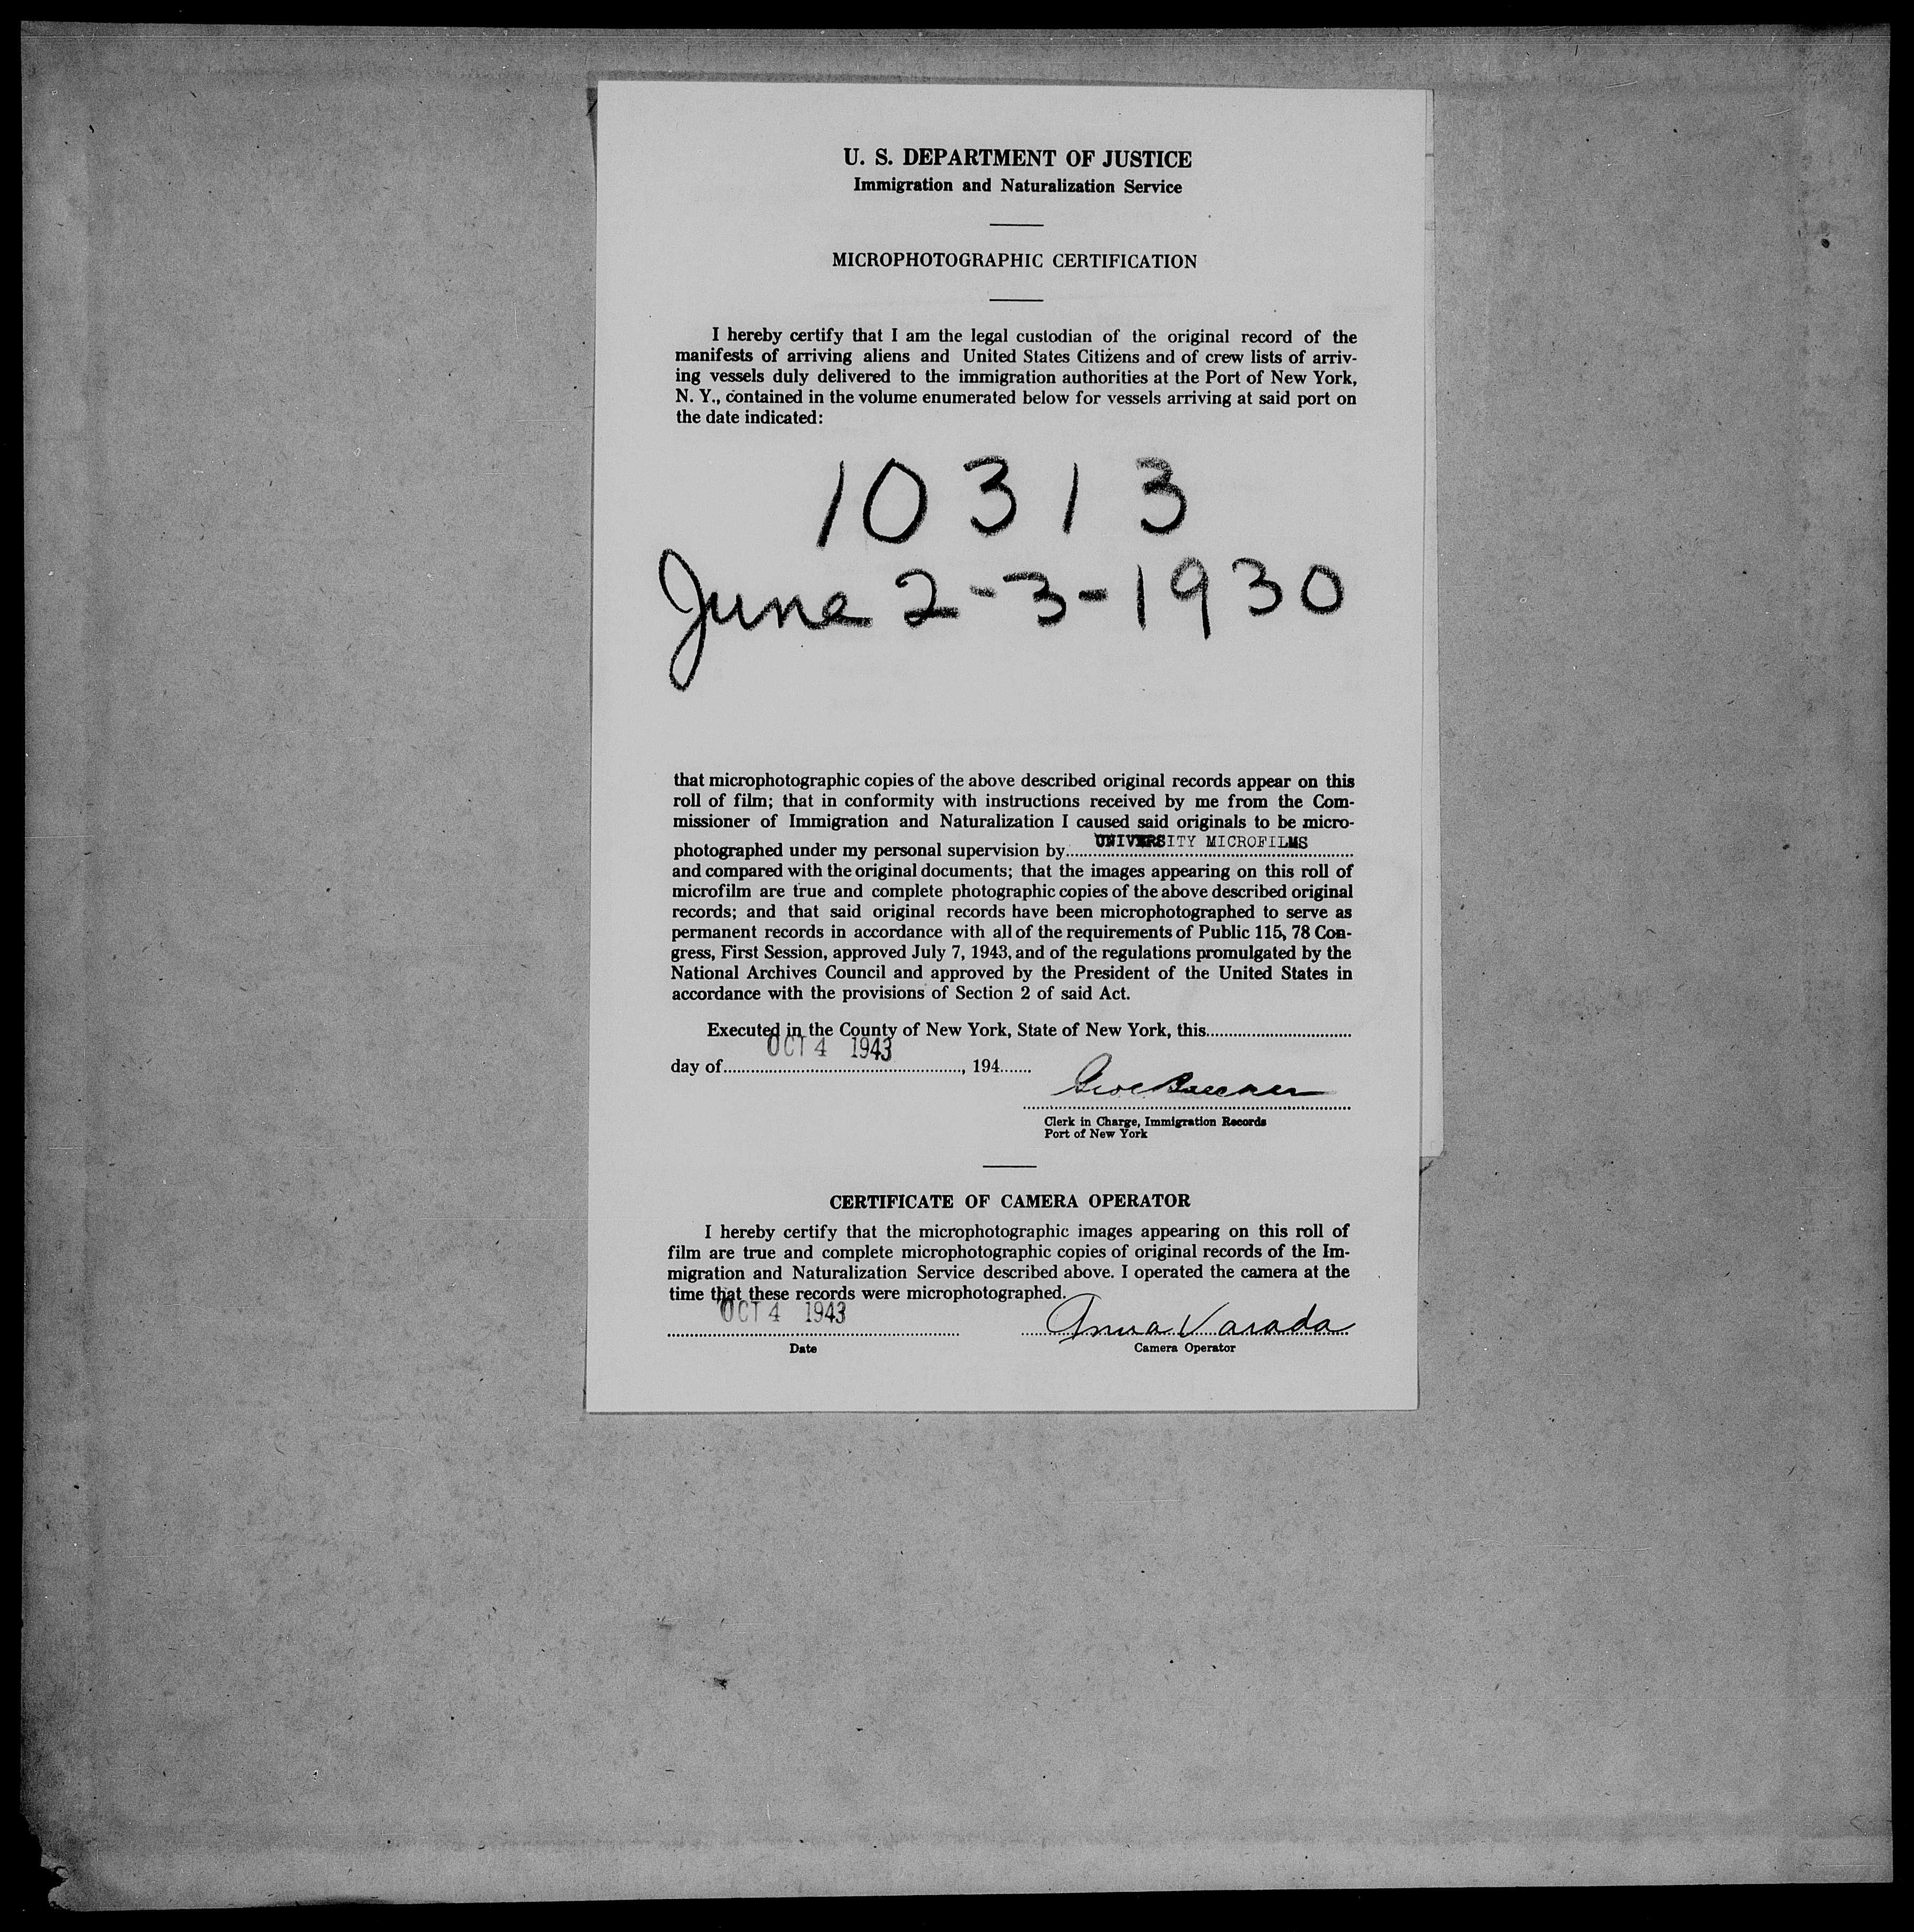 U. S. DEPARTMENT OF JUSTICE
Immigration and Naturalization Service
MICROPHOTOGRAPHIC CERTIFICATION
I hereby certify that I am the legal custodian of the original record of the
manifests of arriving aliens and United States Citizens and of crew lists of arriv-
ing vessels duly delivered to the immigration authorities at the Port of New York,
N. Y., contained in the volume enumerated below for vessels arriving at said port on
the date indicated:
10313
June 2-3-1930
that microphotographic copies of the above described original records appear on this
roll of film; that in conformity with instructions received by me from the Com-
missioner of Immigration and Naturalization I caused said originals to be micro-
photographed under my personal supervision by UNIVERSITY MICROFILMS
and compared with the original documents; that the images appearing on this roll of
microfilm are true and complete photographic copies of the above described original
records; and that said original records have been microphotographed to serve as
permanent records in accordance with all of the requirements of Public 115, 78 Con-
gress, First Session, approved July 7, 1943, and of the regulations promulgated by the
National Archives Council and approved by the President of the United States in
accordance with the provisions of Section 2 of said Act.
Executed in the County of New York, State of New York, this
OCT 4 1943
day of , 194
Clerk in Charge, Immigration Records
Port of New York
CERTIFICATE OF CAMERA OPERATOR
I hereby certify that the microphotographic images appearing on this roll of
film are true and complete microphotographic copies of original records of the Im-
migration and Naturalization Service described above. I operated the camera at the
time that these records were microphotographed.
OCT 4 1943 Anna Varada
Date Camera Operator